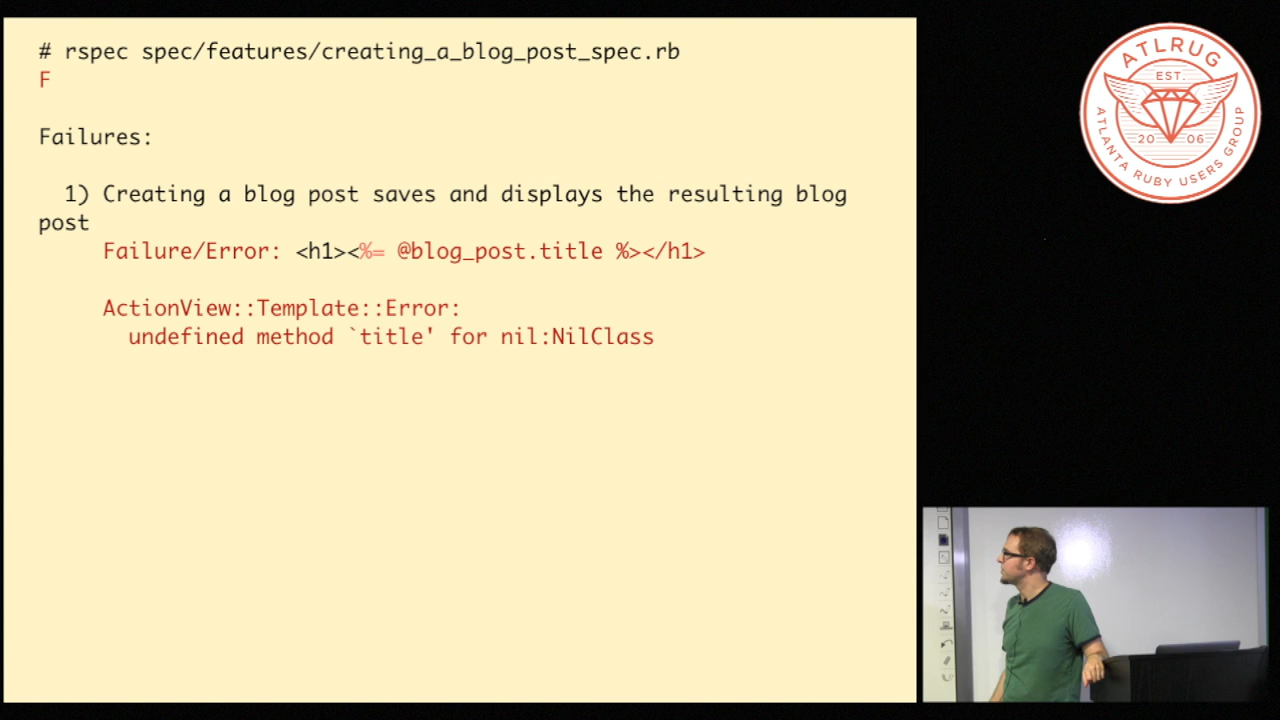 # rspec spec/features/creating_a_blog_post_spec.rb
F
Failures:
1) Creating a blog post saves and displays the resulting blog
post
Failure/Error: <h1><%= @blog_post.title %></h1>
ActionView::Template::Error:
undefined method `title' for nil:NilClass
ATLRUG
EST.
20 06
ATLANTA RUBY USERS GROUP